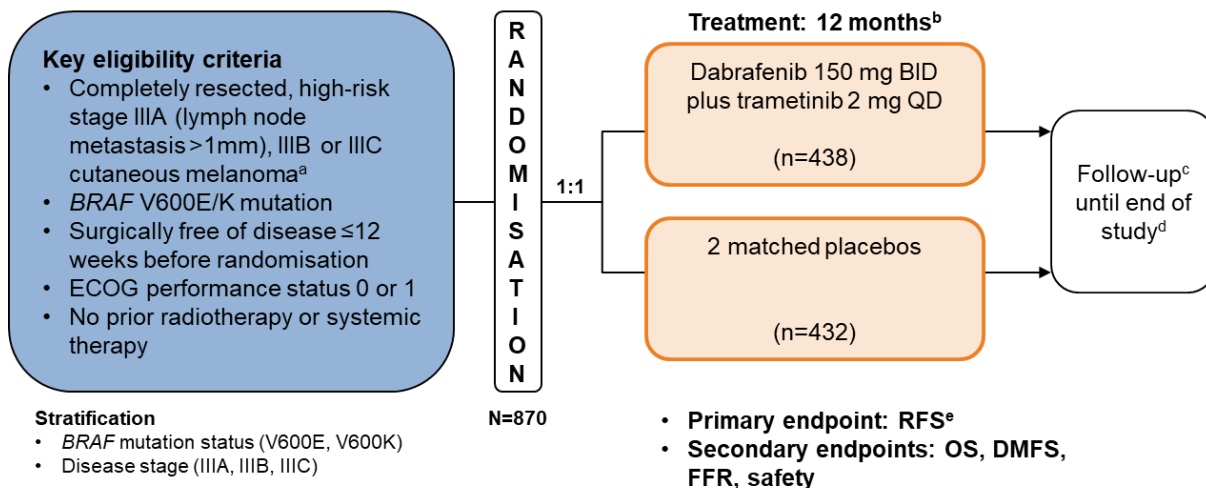 Key eligibility criteria
• Completely resected, high-risk
stage IIIA (lymph node
metastasis >1mm), IIIB or IIIC
cutaneous melanomaᵃ
• BRAF V600E/K mutation
• Surgically free of disease ≤12
weeks before randomisation
• ECOG performance status 0 or 1
• No prior radiotherapy or systemic
therapy
Stratification
• BRAF mutation status (V600E, V600K)
• Disease stage (IIIA, IIIB, IIIC)
R
A
N
D
O
M
I
S
A
T
I
O
N
N=870
1:1
Treatment: 12 monthsᵇ
Dabrafenib 150 mg BID
plus trametinib 2 mg QD
(n=438)
2 matched placebos
(n=432)
Follow-upᶜ
until end of
studyᵈ
• Primary endpoint: RFSᵉ
• Secondary endpoints: OS, DMFS,
FFR, safety